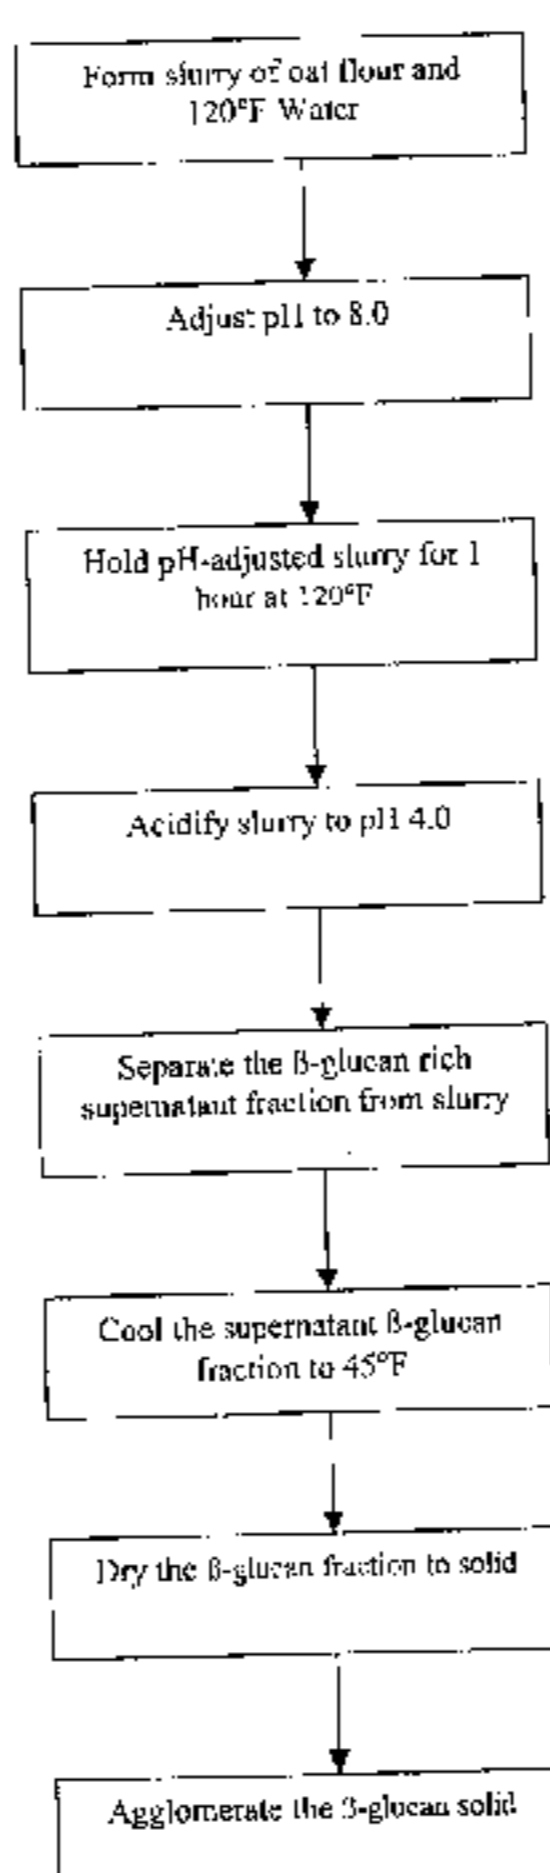 Form slurry of oat flour and
120°F Water
Adjust pH to 8.0
Hold pH-adjusted slurry for 1
hour at 120°F
Acidify slurry to pH 4.0
Separate the ß-glucan rich
supernatant fraction from slurry
Cool the supernatant ß-glucan
fraction to 45°F
Dry the ß-glucan fraction to solid
Agglomerate the ß-glucan solid